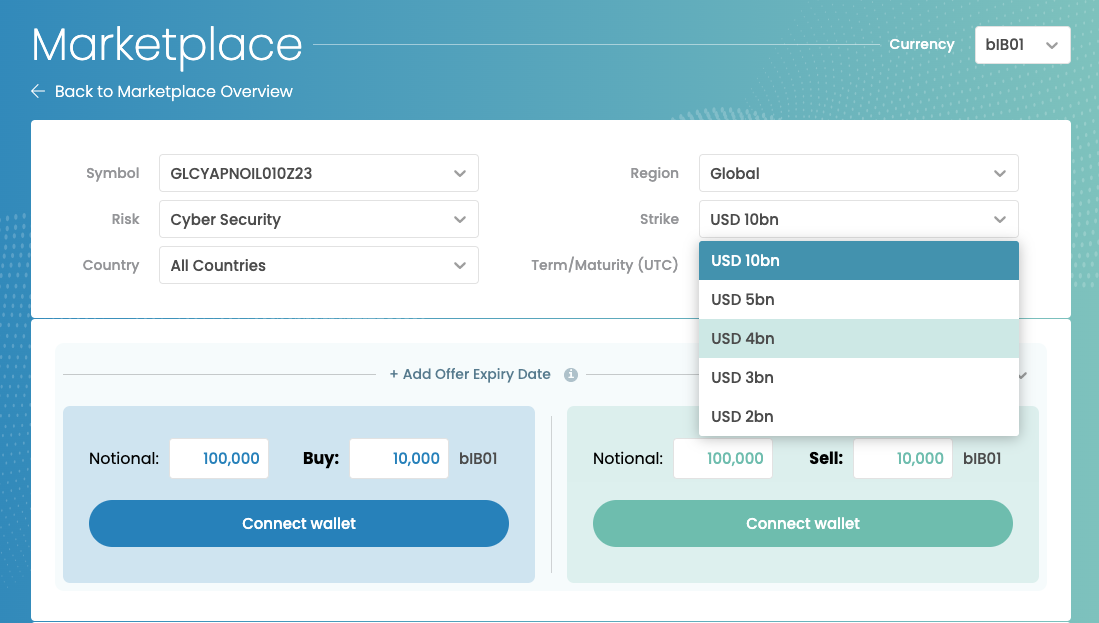 Marketplace
Currency
bIB01
Back to Marketplace Overview
Symbol
GLCYAPNOIL010Z23
Region
Global
Risk
Cyber Security
Strike
USD 10bn
Country
All Countries
Term/Maturity (UTC)
USD 10bn
USD 5bn
USD 4bn
USD 3bn
USD 2bn
+ Add Offer Expiry Date
Notional:
100,000
Buy:
10,000
bIB01
Connect wallet
Notional:
100,000
Sell:
10,000
bIB01
Connect wallet